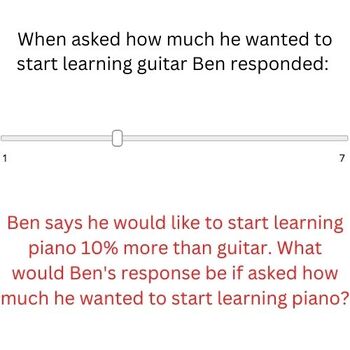 When asked how much he wanted to
start learning guitar Ben responded:
1 7
Ben says he would like to start learning
piano 10% more than guitar. What
would Ben's response be if asked how
much he wanted to start learning piano?